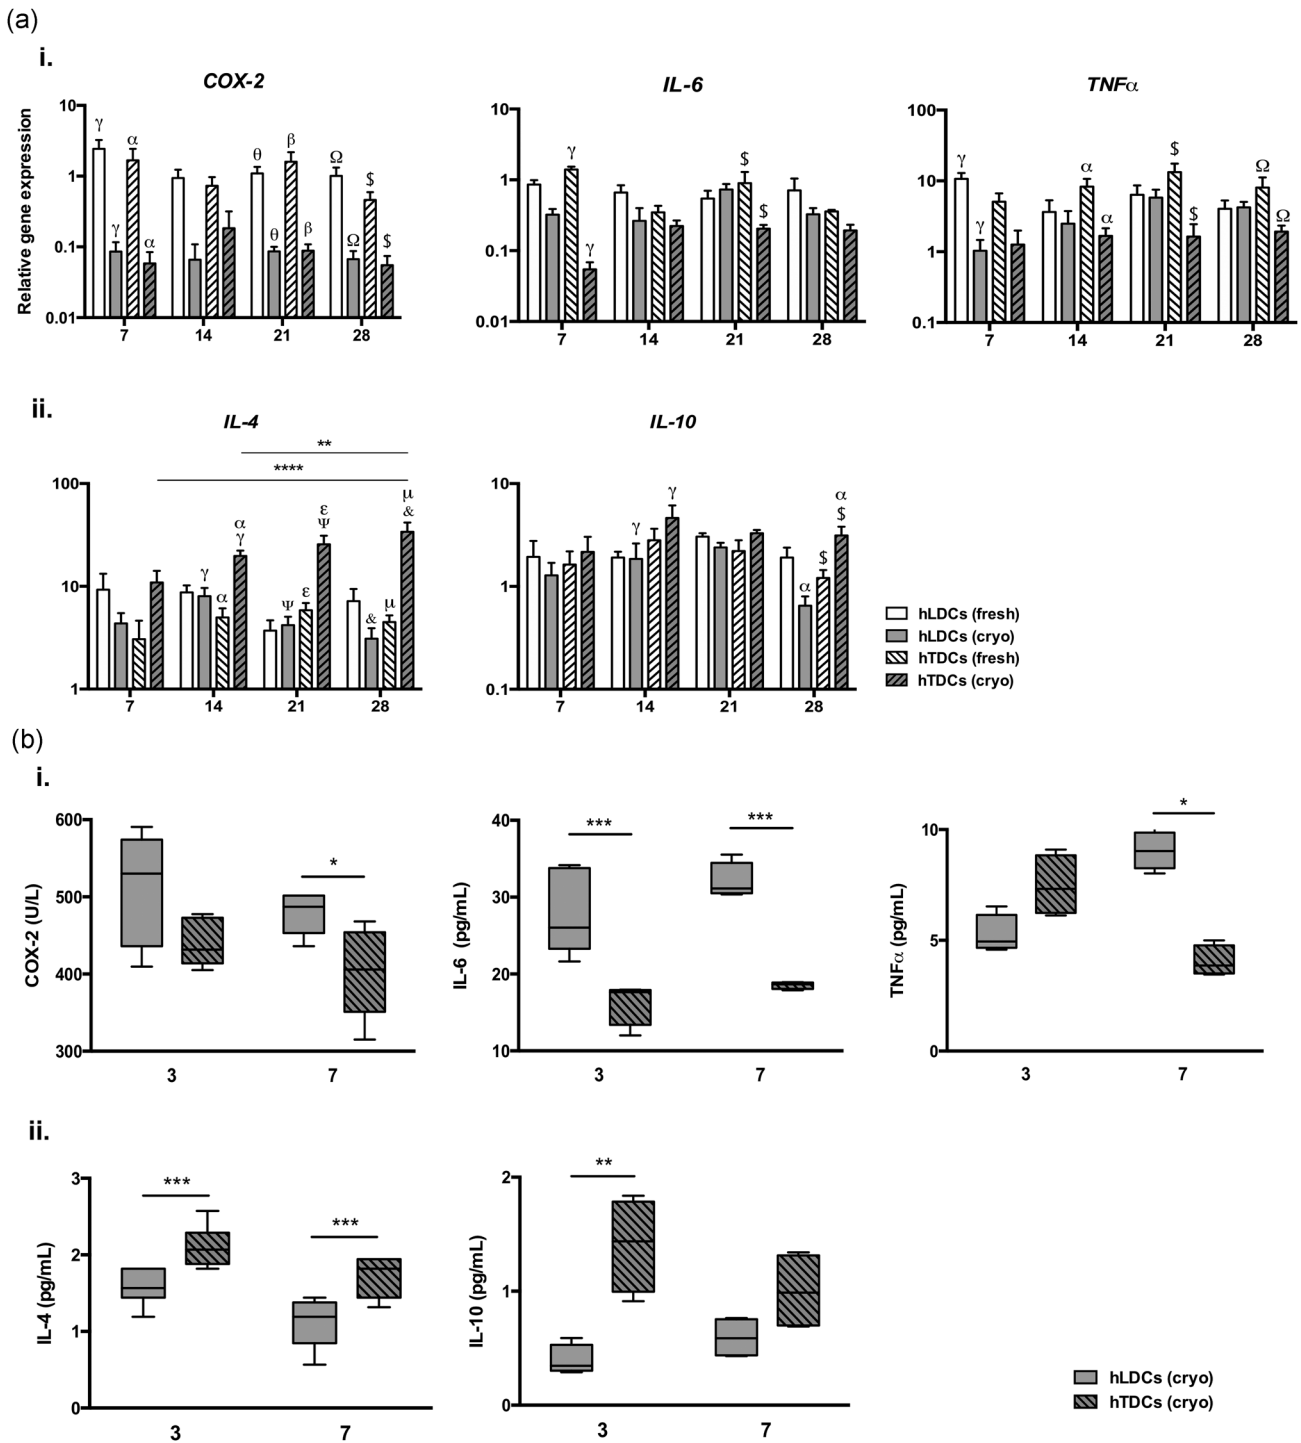 (a)
i.
COX-2
IL-6
TNFα
Relative gene expression
10
1
0.1
0.01
γ
γ
α
α
θ
θ
β
β
Ω
Ω
$
$
7 14 21 28
10
1
0.1
0.01
γ
γ
$
$
7 14 21 28
100
10
1
0.1
γ
γ
α
α
$
$
Ω
Ω
7 14 21 28
ii.
IL-4
IL-10
**
****
100
10
1
γ
α
α
γ
Ψ
ε
ε
Ψ
&
μ
μ
&
7 14 21 28
10
1
0.1
γ
γ
α
$
α
$
7 14 21 28
hLDCs (fresh)
hLDCs (cryo)
hTDCs (fresh)
hTDCs (cryo)
(b)
i.
COX-2 (U/L)
600
500
400
300
*
3 7
IL-6 (pg/mL)
40
30
20
10
***
***
3 7
TNFα (pg/mL)
10
5
0
*
3 7
ii.
IL-4 (pg/mL)
3
2
1
0
***
***
3 7
IL-10 (pg/mL)
2
1
0
**
3 7
hLDCs (cryo)
hTDCs (cryo)